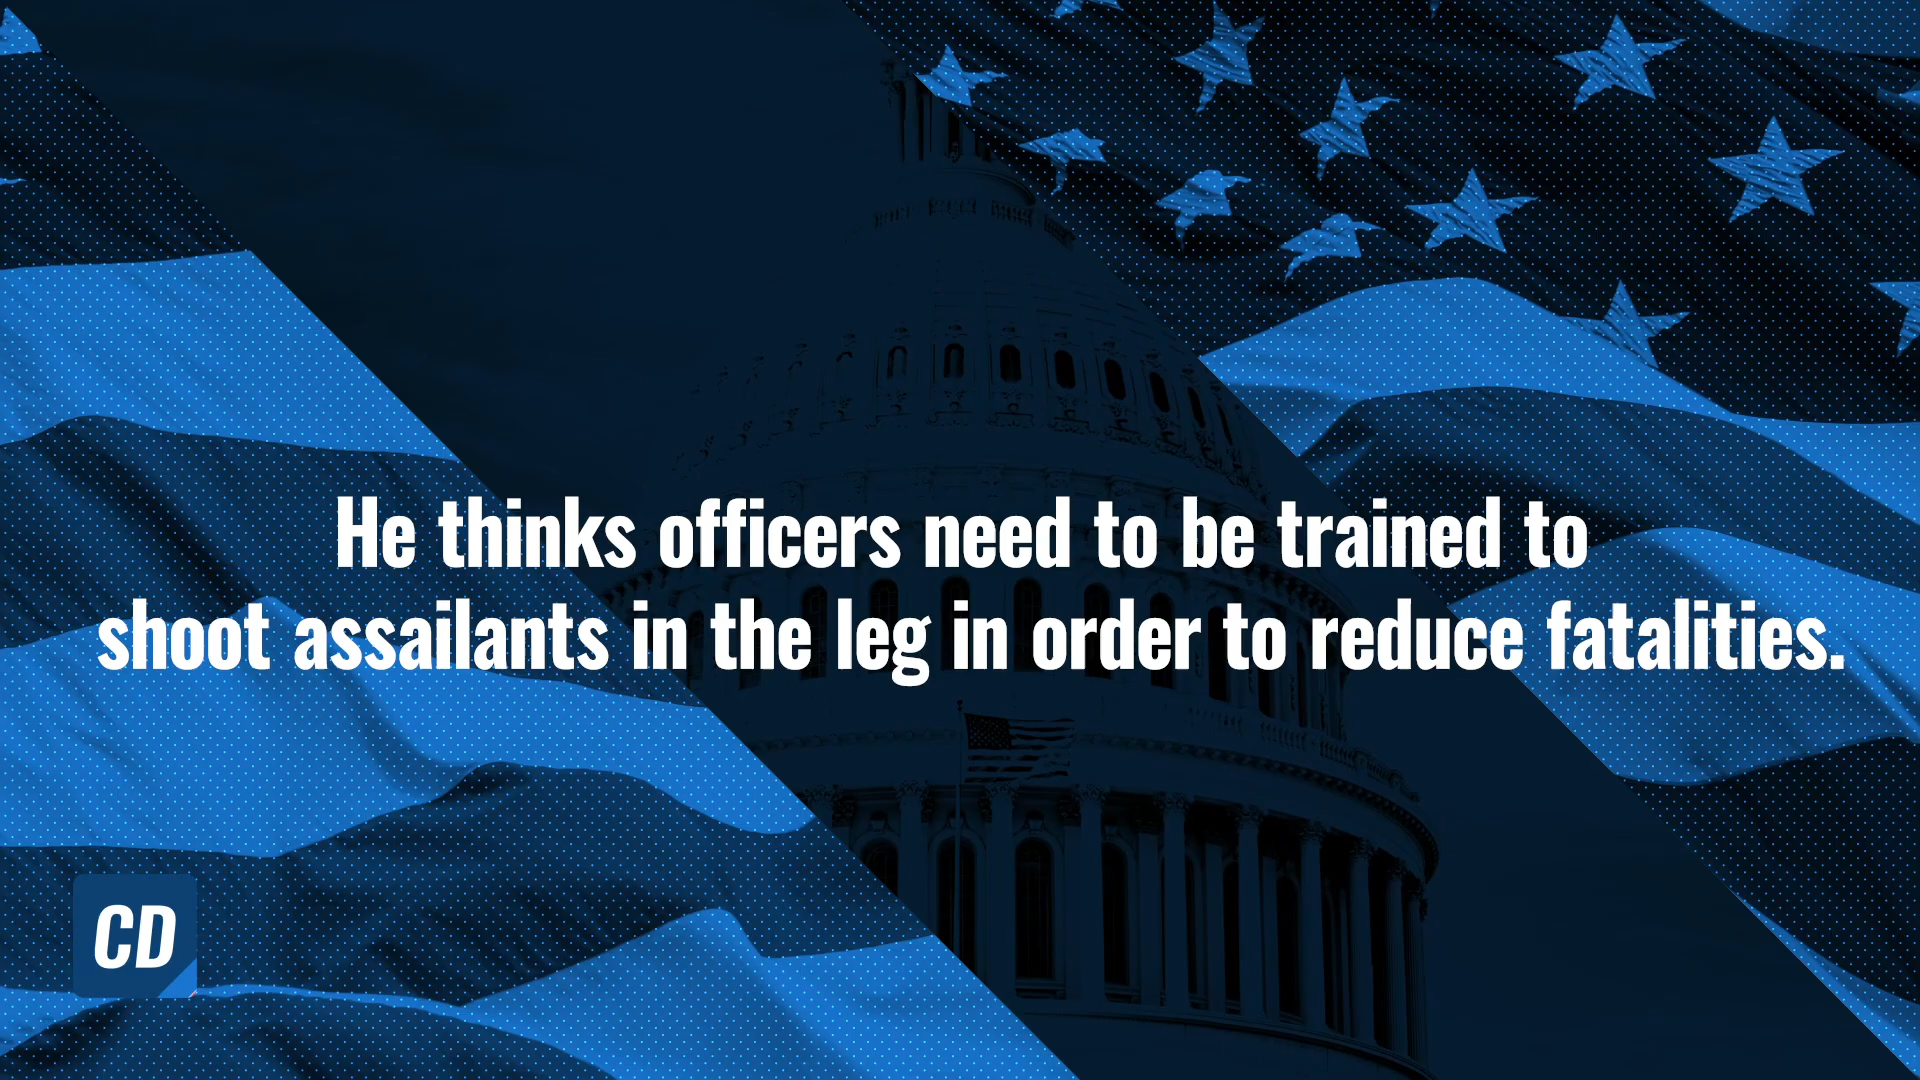 He thinks officers need to be trained to
shoot assailants in the leg in order to reduce fatalities.
CD